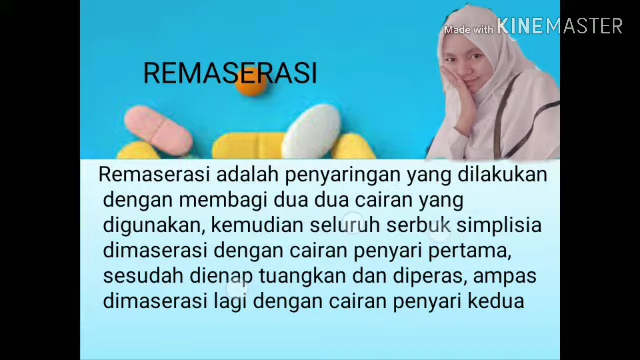 Made with KINEMASTER
REMASERASI
Remaserasi adalah penyaringan yang dilakukan
dengan membagi dua dua cairan yang
digunakan, kemudian seluruh serbuk simplisia
dimaserasi dengan cairan penyari pertama,
sesudah dienap tuangkan dan diperas, ampas
dimaserasi lagi dengan cairan penyari kedua